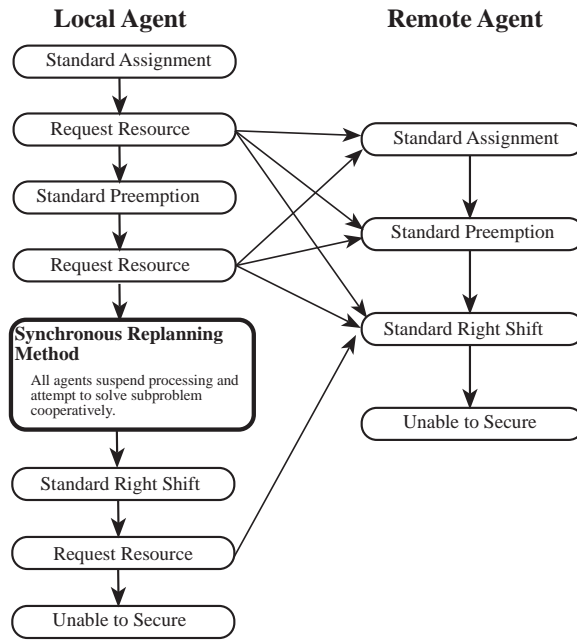 Local Agent
Remote Agent
Standard Assignment
Request Resource
Standard Preemption
Request Resource
Synchronous Replanning
Method
All agents suspend processing and
attempt to solve subproblem
cooperatively.
Standard Right Shift
Request Resource
Unable to Secure
Standard Assignment
Standard Preemption
Standard Right Shift
Unable to Secure